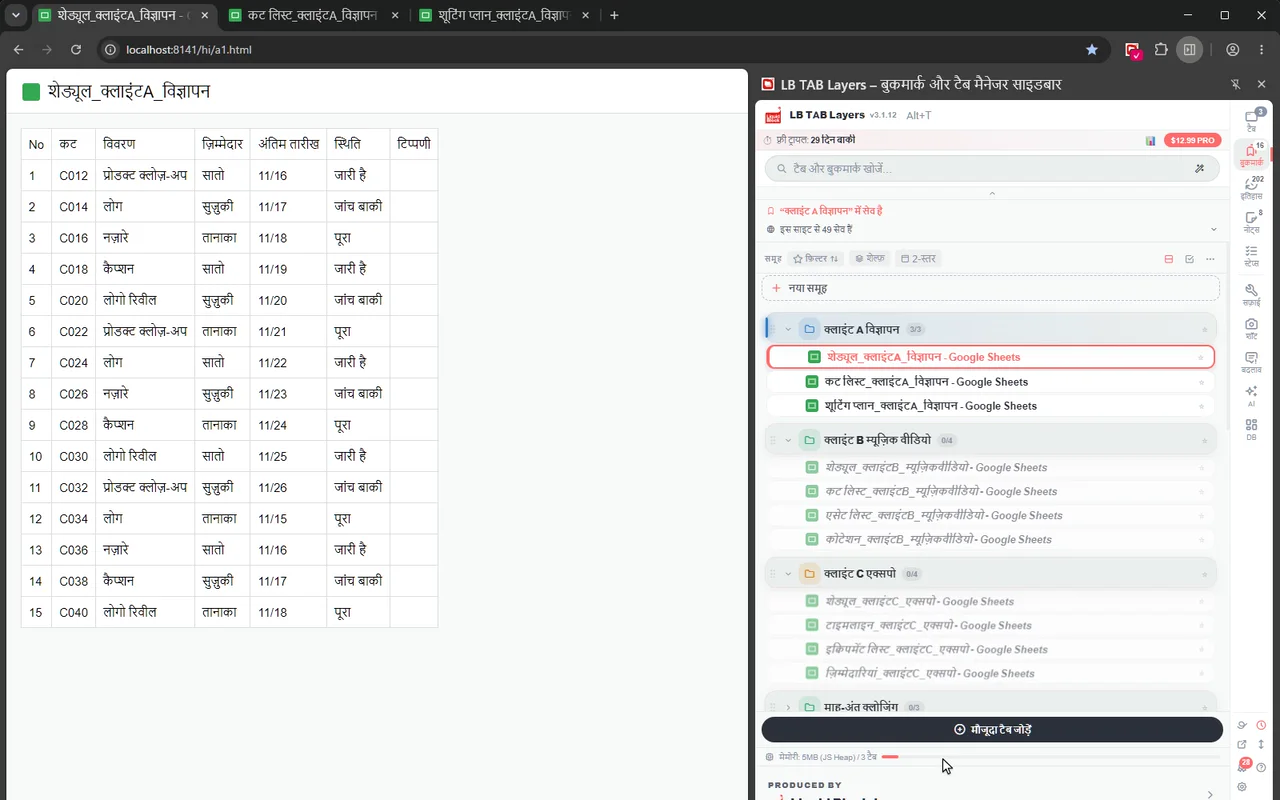 शेड्यूल_क्लाइंटA_विज्ञापन - G
कट लिस्ट_क्लाइंटA_विज्ञापन
शूटिंग प्लान_क्लाइंटA_विज्ञापन
localhost:8141/hi/a1.html
शेड्यूल_क्लाइंटA_विज्ञापन
No कट विवरण ज़िम्मेदार अंतिम तारीख स्थिति टिप्पणी
1 C012 प्रोडक्ट क्लोज़-अप सातो 11/16 जारी है
2 C014 लोग सुज़ुकी 11/17 जांच बाकी
3 C016 नज़ारे तानाका 11/18 पूरा
4 C018 कैप्शन सातो 11/19 जारी है
5 C020 लोगो रिवील सुज़ुकी 11/20 जांच बाकी
6 C022 प्रोडक्ट क्लोज़-अप तानाका 11/21 पूरा
7 C024 लोग सातो 11/22 जारी है
8 C026 नज़ारे सुज़ुकी 11/23 जांच बाकी
9 C028 कैप्शन तानाका 11/24 पूरा
10 C030 लोगो रिवील सातो 11/25 जारी है
11 C032 प्रोडक्ट क्लोज़-अप सुज़ुकी 11/26 जांच बाकी
12 C034 लोग तानाका 11/15 पूरा
13 C036 नज़ारे सातो 11/16 जारी है
14 C038 कैप्शन सुज़ुकी 11/17 जांच बाकी
15 C040 लोगो रिवील तानाका 11/18 पूरा
LB TAB Layers – बुकमार्क और टैब मैनेजर साइडबार
LB TAB Layers v3.1.12 Alt+T
फ़्री ट्रायल: 29 दिन बाकी $12.99 PRO
टैब और बुकमार्क खोजें...
"क्लाइंट A विज्ञापन" में सेव है
इस साइट से 49 सेव हैं
समूह फ़िल्टर शेल्फ़ 2-स्तर
नया समूह
क्लाइंट A विज्ञापन 3/3
शेड्यूल_क्लाइंटA_विज्ञापन - Google Sheets
कट लिस्ट_क्लाइंटA_विज्ञापन - Google Sheets
शूटिंग प्लान_क्लाइंटA_विज्ञापन - Google Sheets
क्लाइंट B म्यूज़िक वीडियो 0/4
शेड्यूल_क्लाइंटB_म्यूज़िकवीडियो - Google Sheets
कट लिस्ट_क्लाइंटB_म्यूज़िकवीडियो - Google Sheets
एसेट लिस्ट_क्लाइंटB_म्यूज़िकवीडियो - Google Sheets
कोटेशन_क्लाइंटB_म्यूज़िकवीडियो - Google Sheets
क्लाइंट C एक्सपो 0/4
शेड्यूल_क्लाइंटC_एक्सपो - Google Sheets
टाइमलाइन_क्लाइंटC_एक्सपो - Google Sheets
इक्विपमेंट लिस्ट_क्लाइंटC_एक्सपो - Google Sheets
ज़िम्मेदारियां_क्लाइंटC_एक्सपो - Google Sheets
माह-अंत क्लोजिंग 0/3
मौजूदा टैब जोड़ें
मेमोरी: 5MB (JS Heap) / 3 टैब
PRODUCED BY
3
टैब
16
बुकमार्क
202
इतिहास
8
नोट्स
स्टेप्स
सफ़ाई
शॉट
बदलाव
AI
DB
28